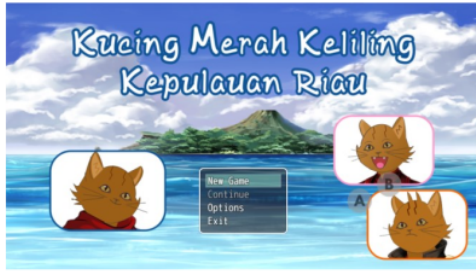 Kucing Merah Keliling
Kepulauan Riau
New Game
Continue
Options
Exit
B
A